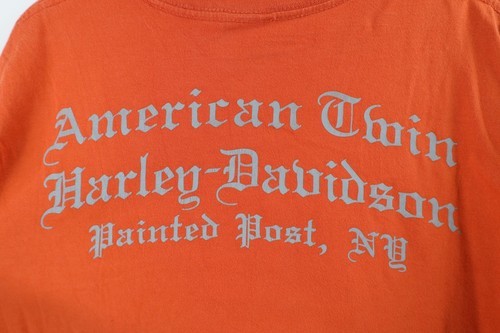 American Twin
Harley-Davidson
Painted Post, NY